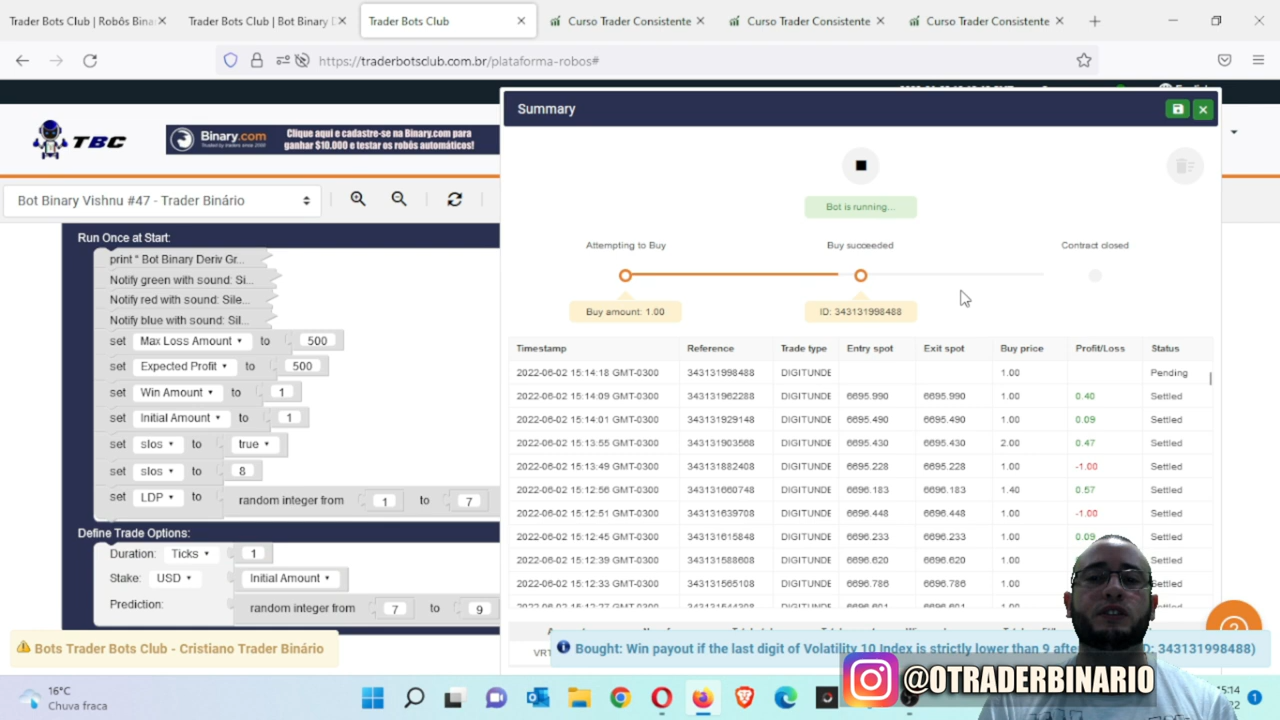 Trader Bots Club | Robôs Binar
Trader Bots Club | Bot Binary D
Trader Bots Club
Curso Trader Consistente
Curso Trader Consistente
Curso Trader Consistente
https://traderbotsclub.com.br/plataforma-robos#
TBC
Binary.com
Clique aqui e cadastre-se na Binary.com para
ganhar $10.000 e testar os robôs automáticos!
Bot Binary Vishnu #47 - Trader Binário
Run Once at Start:
print " Bot Binary Deriv Gr...
Notify green with sound: Si...
Notify red with sound: Sile...
Notify blue with sound: Sil...
set Max Loss Amount to 500
set Expected Profit to 500
set Win Amount to 1
set Initial Amount to 1
set slos to true
set slos to 8
set LDP to random integer from 1 to 7
Define Trade Options:
Duration: Ticks 1
Stake: USD Initial Amount
Prediction: random integer from 7 to 9
Summary
Bot is running...
Attempting to Buy Buy succeeded Contract closed
Buy amount: 1.00 ID: 343131998488
Timestamp Reference Trade type Entry spot Exit spot Buy price Profit/Loss Status
2022-06-02 15:14:18 GMT-0300 343131998488 DIGITUNDE 1.00 Pending
2022-06-02 15:14:09 GMT-0300 343131962288 DIGITUNDE 6695.990 6695.990 1.00 0.40 Settled
2022-06-02 15:14:01 GMT-0300 343131929148 DIGITUNDE 6695.490 6695.490 1.00 0.09 Settled
2022-06-02 15:13:55 GMT-0300 343131903568 DIGITUNDE 6695.430 6695.430 2.00 0.47 Settled
2022-06-02 15:13:49 GMT-0300 343131882408 DIGITUNDE 6695.228 6695.228 1.00 -1.00 Settled
2022-06-02 15:12:56 GMT-0300 343131660748 DIGITUNDE 6696.183 6696.183 1.40 0.57 Settled
2022-06-02 15:12:51 GMT-0300 343131639708 DIGITUNDE 6696.448 6696.448 1.00 -1.00 Settled
2022-06-02 15:12:45 GMT-0300 343131615848 DIGITUNDE 6696.233 6696.233 1.00 0.09 Settled
2022-06-02 15:12:39 GMT-0300 343131588608 DIGITUNDE 6696.620 6696.620 1.00 Settled
2022-06-02 15:12:33 GMT-0300 343131565108 DIGITUNDE 6696.786 6696.786 1.00 Settled
Bots Trader Bots Club - Cristiano Trader Binário
Bought: Win payout if the last digit of Volatility 10 Index is strictly lower than 9 ID: 343131998488)
@OTRADERBINARIO
16°C
Chuva fraca
15:14